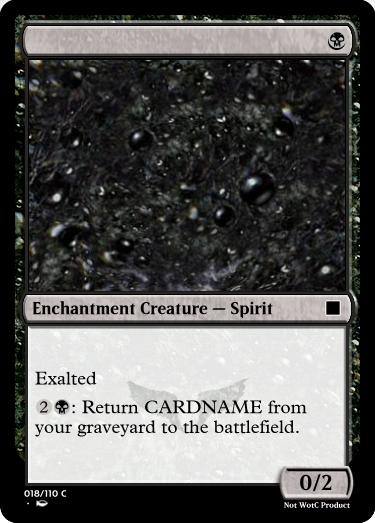 Enchantment Creature — Spirit
Exalted
2: Return CARDNAME from
your graveyard to the battlefield.
0/2
018/110 C
Not WotC Product